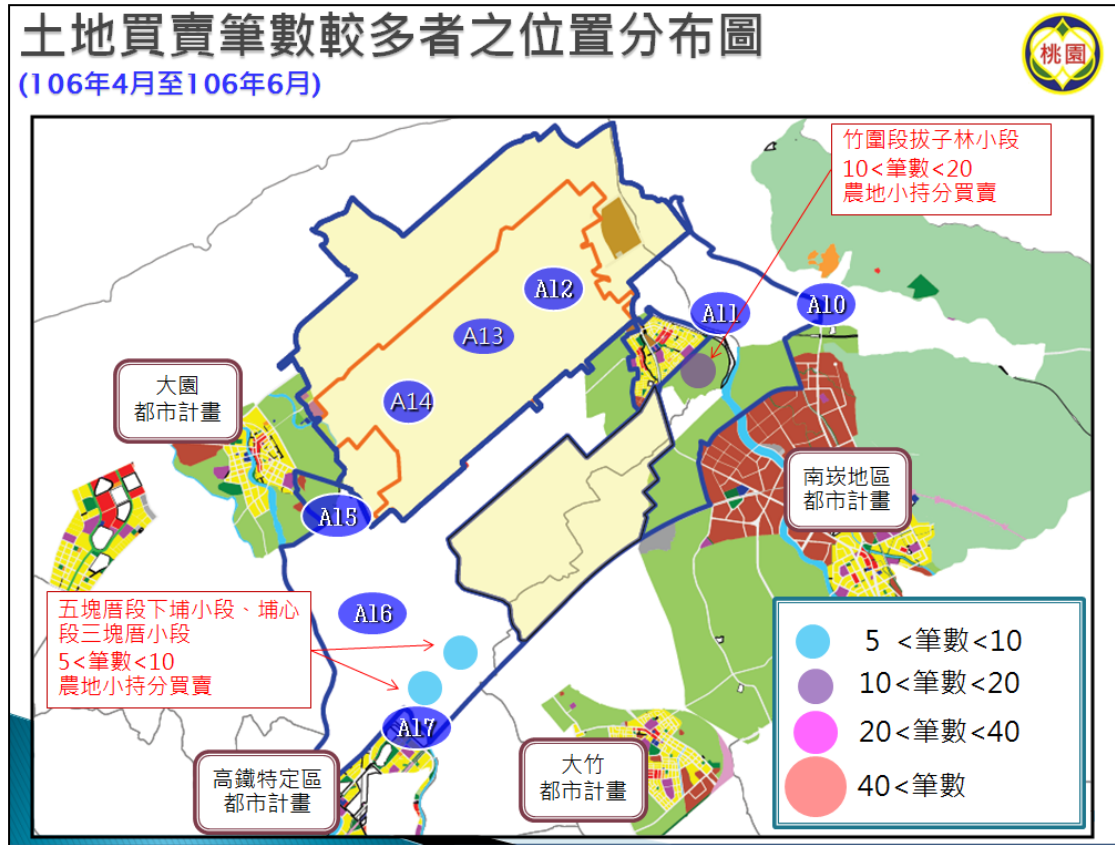 土地買賣筆數較多者之位置分布圖
(106年4月至106年6月)
桃園
竹圍段拔子林小段
10<筆數<20
農地小持分買賣
A12
A11
A10
A13
A14
大園
都市計畫
南崁地區
都市計畫
A15
五塊厝段下埔小段、埔心
段三塊厝小段
5<筆數<10
農地小持分買賣
A16
A17
高鐵特定區
都市計畫
大竹
都市計畫
5 <筆數<10
10<筆數<20
20<筆數<40
40<筆數